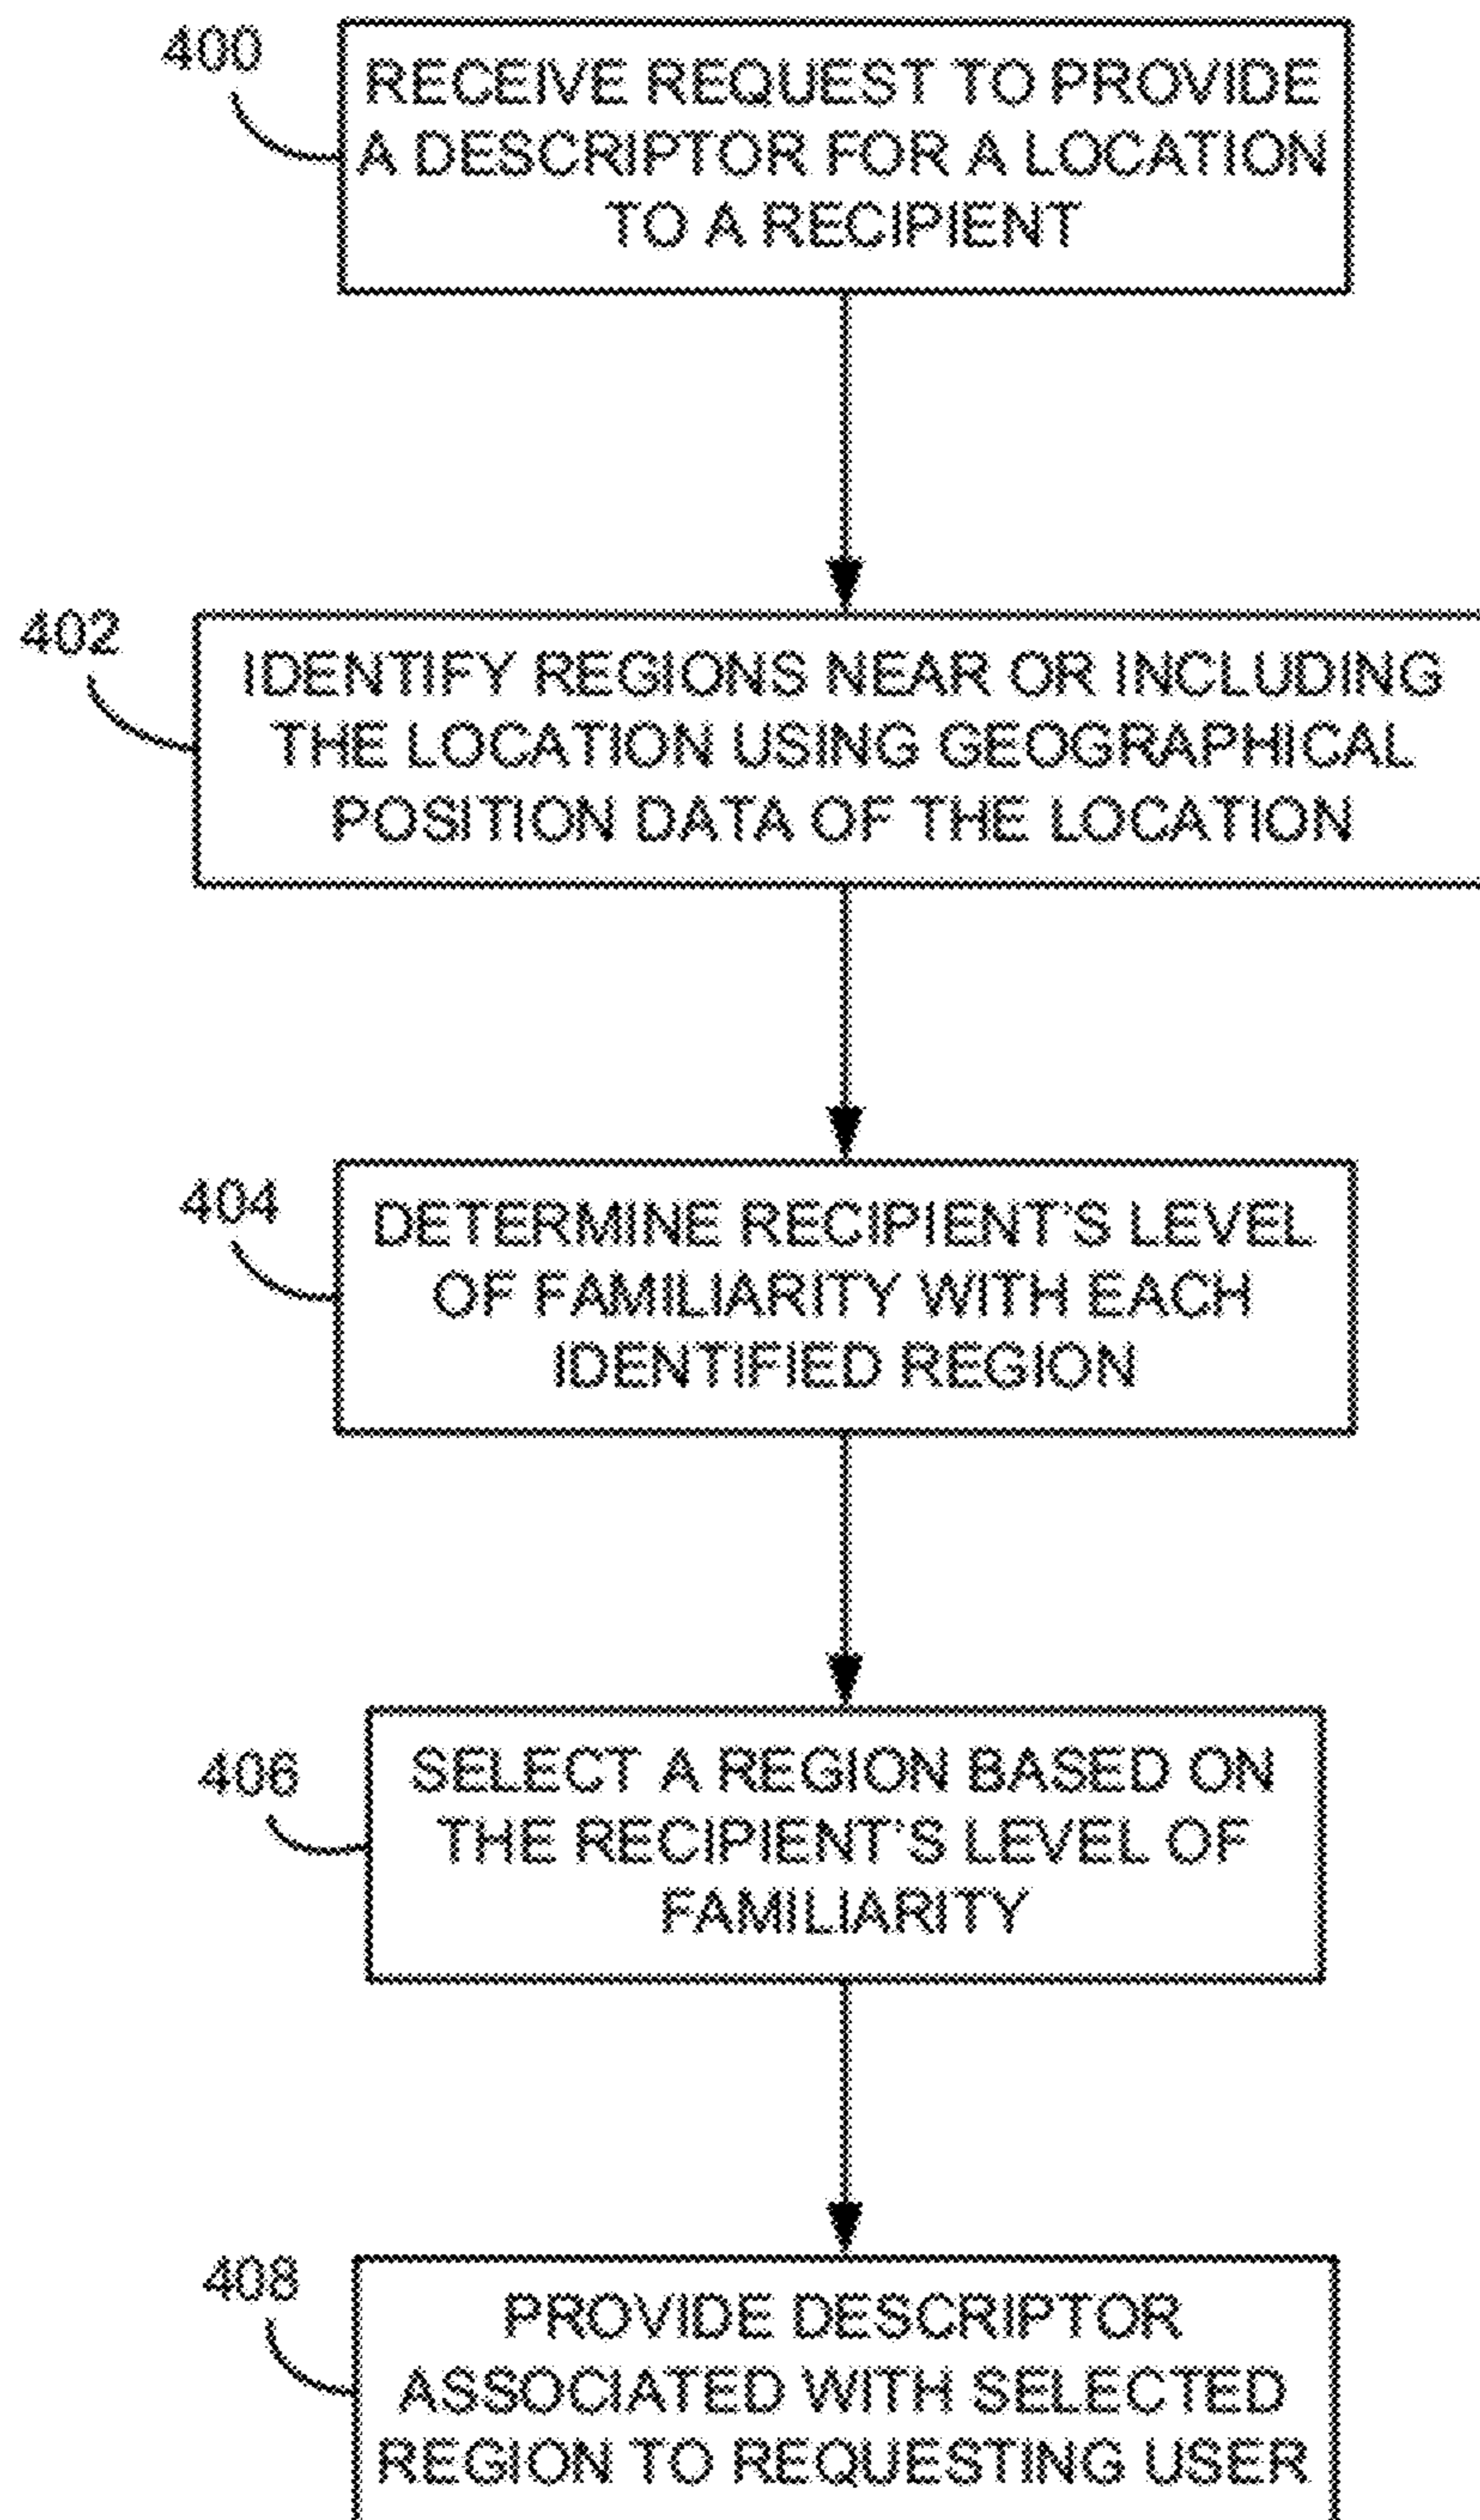 400
RECEIVE REQUEST TO PROVIDE
A DESCRIPTOR FOR A LOCATION
TO A RECIPIENT
402
IDENTIFY REGIONS NEAR OR INCLUDING
THE LOCATION USING GEOGRAPHICAL
POSITION DATA OF THE LOCATION
404
DETERMINE RECIPIENT'S LEVEL
OF FAMILIARITY WITH EACH
IDENTIFIED REGION
406
SELECT A REGION BASED ON
THE RECIPIENT'S LEVEL OF
FAMILIARITY
408
PROVIDE DESCRIPTOR
ASSOCIATED WITH SELECTED
REGION TO REQUESTING USER